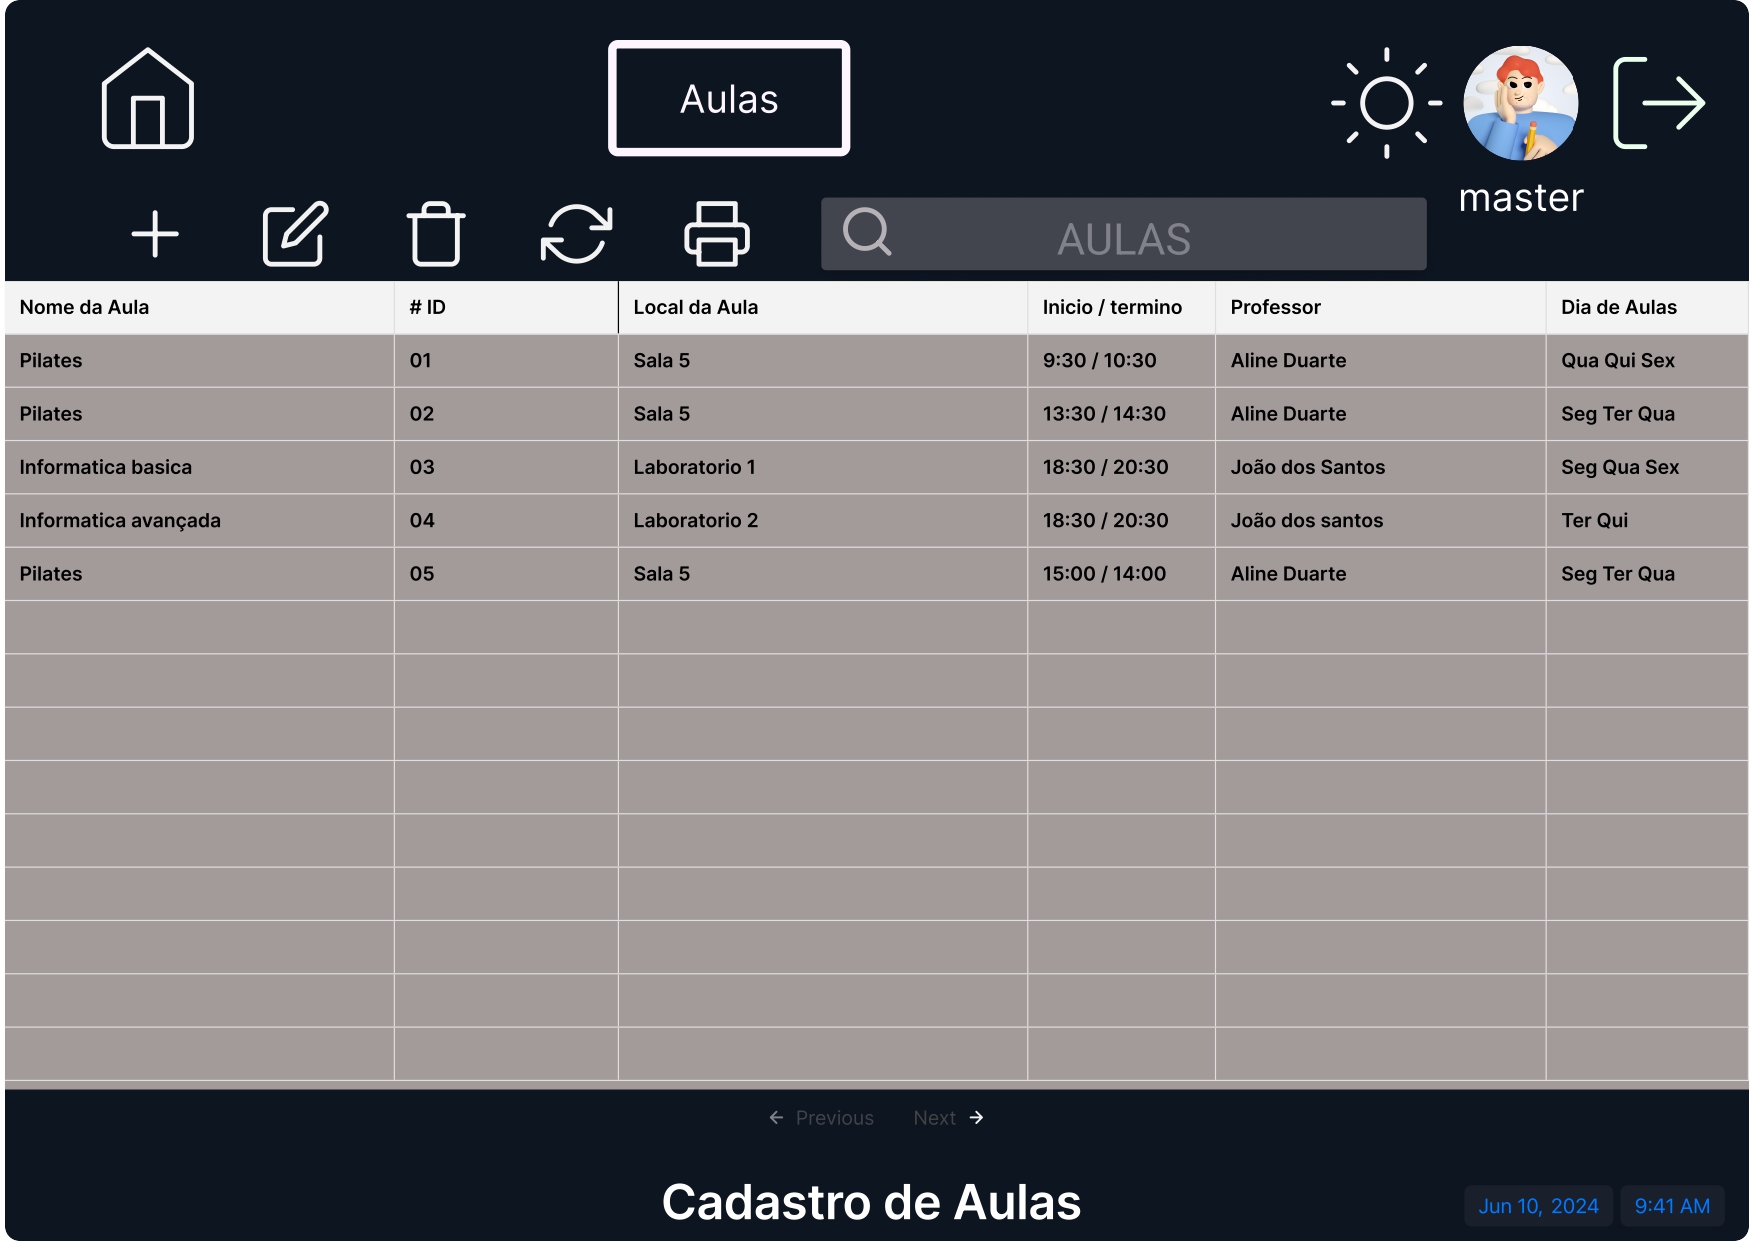 Aulas
master
AULAS
Nome da Aula # ID Local da Aula Inicio / termino Professor Dia de Aulas
Pilates 01 Sala 5 9:30 / 10:30 Aline Duarte Qua Qui Sex
Pilates 02 Sala 5 13:30 / 14:30 Aline Duarte Seg Ter Qua
Informatica basica 03 Laboratorio 1 18:30 / 20:30 João dos Santos Seg Qua Sex
Informatica avançada 04 Laboratorio 2 18:30 / 20:30 João dos santos Ter Qui
Pilates 05 Sala 5 15:00 / 14:00 Aline Duarte Seg Ter Qua
Previous Next
Cadastro de Aulas
Jun 10, 2024 9:41 AM